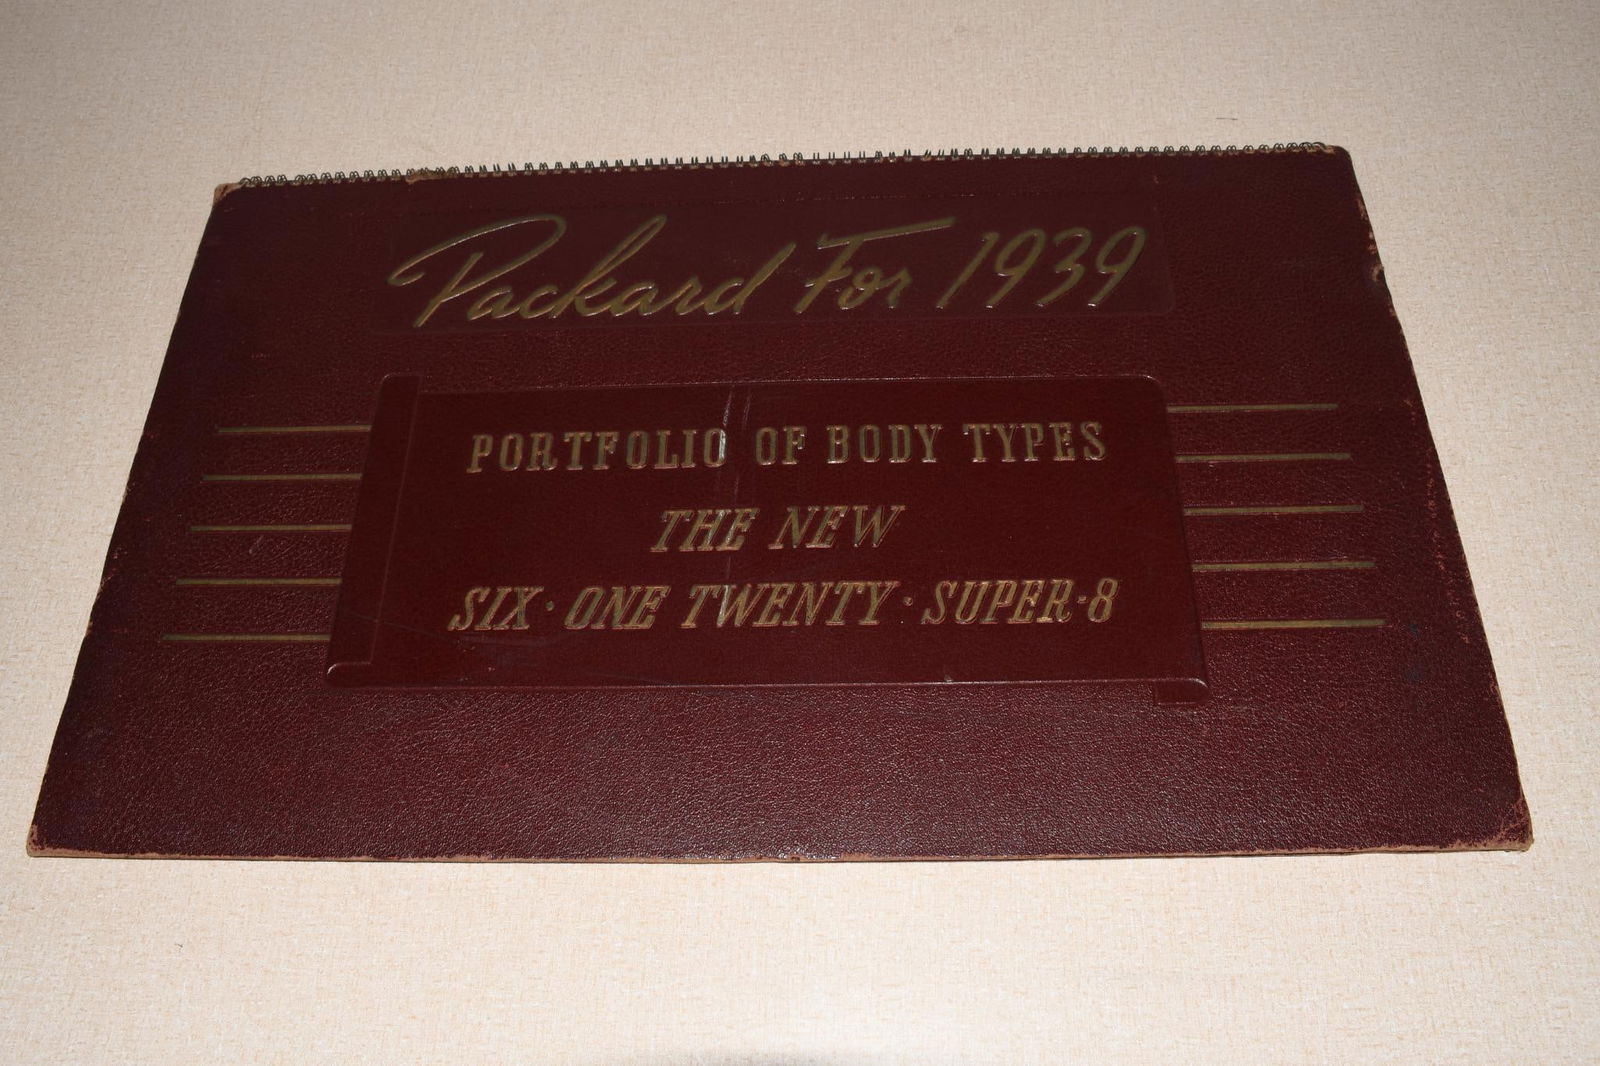 Packard For 1939
PORTFOLIO OF BODY TYPES
THE NEW
SIX · ONE TWENTY · SUPER-8